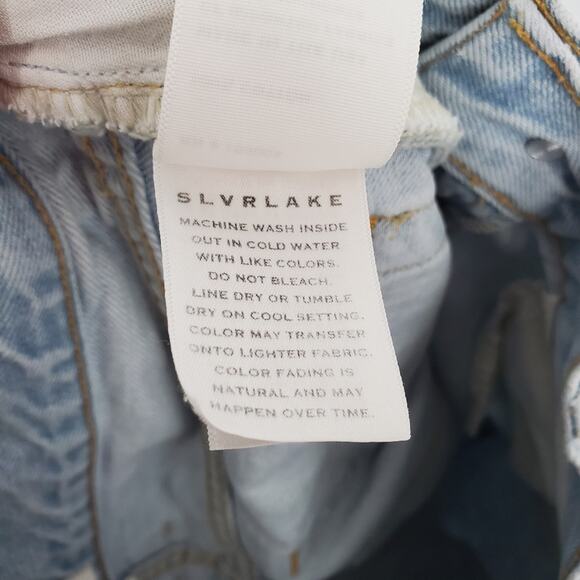 SLVRLAKE
MACHINE WASH INSIDE
OUT IN COLD WATER
WITH LIKE COLORS.
DO NOT BLEACH.
LINE DRY OR TUMBLE
DRY ON COOL SETTING.
COLOR MAY TRANSFER
ONTO LIGHTER FABRIC.
COLOR FADING IS
NATURAL AND MAY
HAPPEN OVER TIME.